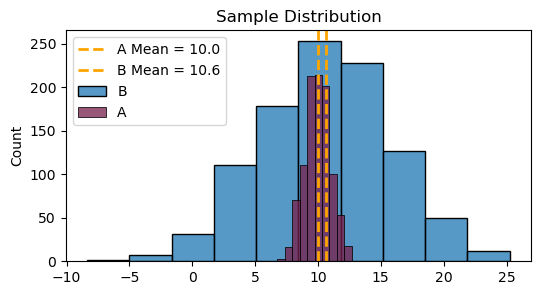 Sample Distribution
A Mean = 10.0
B Mean = 10.6
B
A
Count
250
200
150
100
50
0
−10 −5 0 5 10 15 20 25